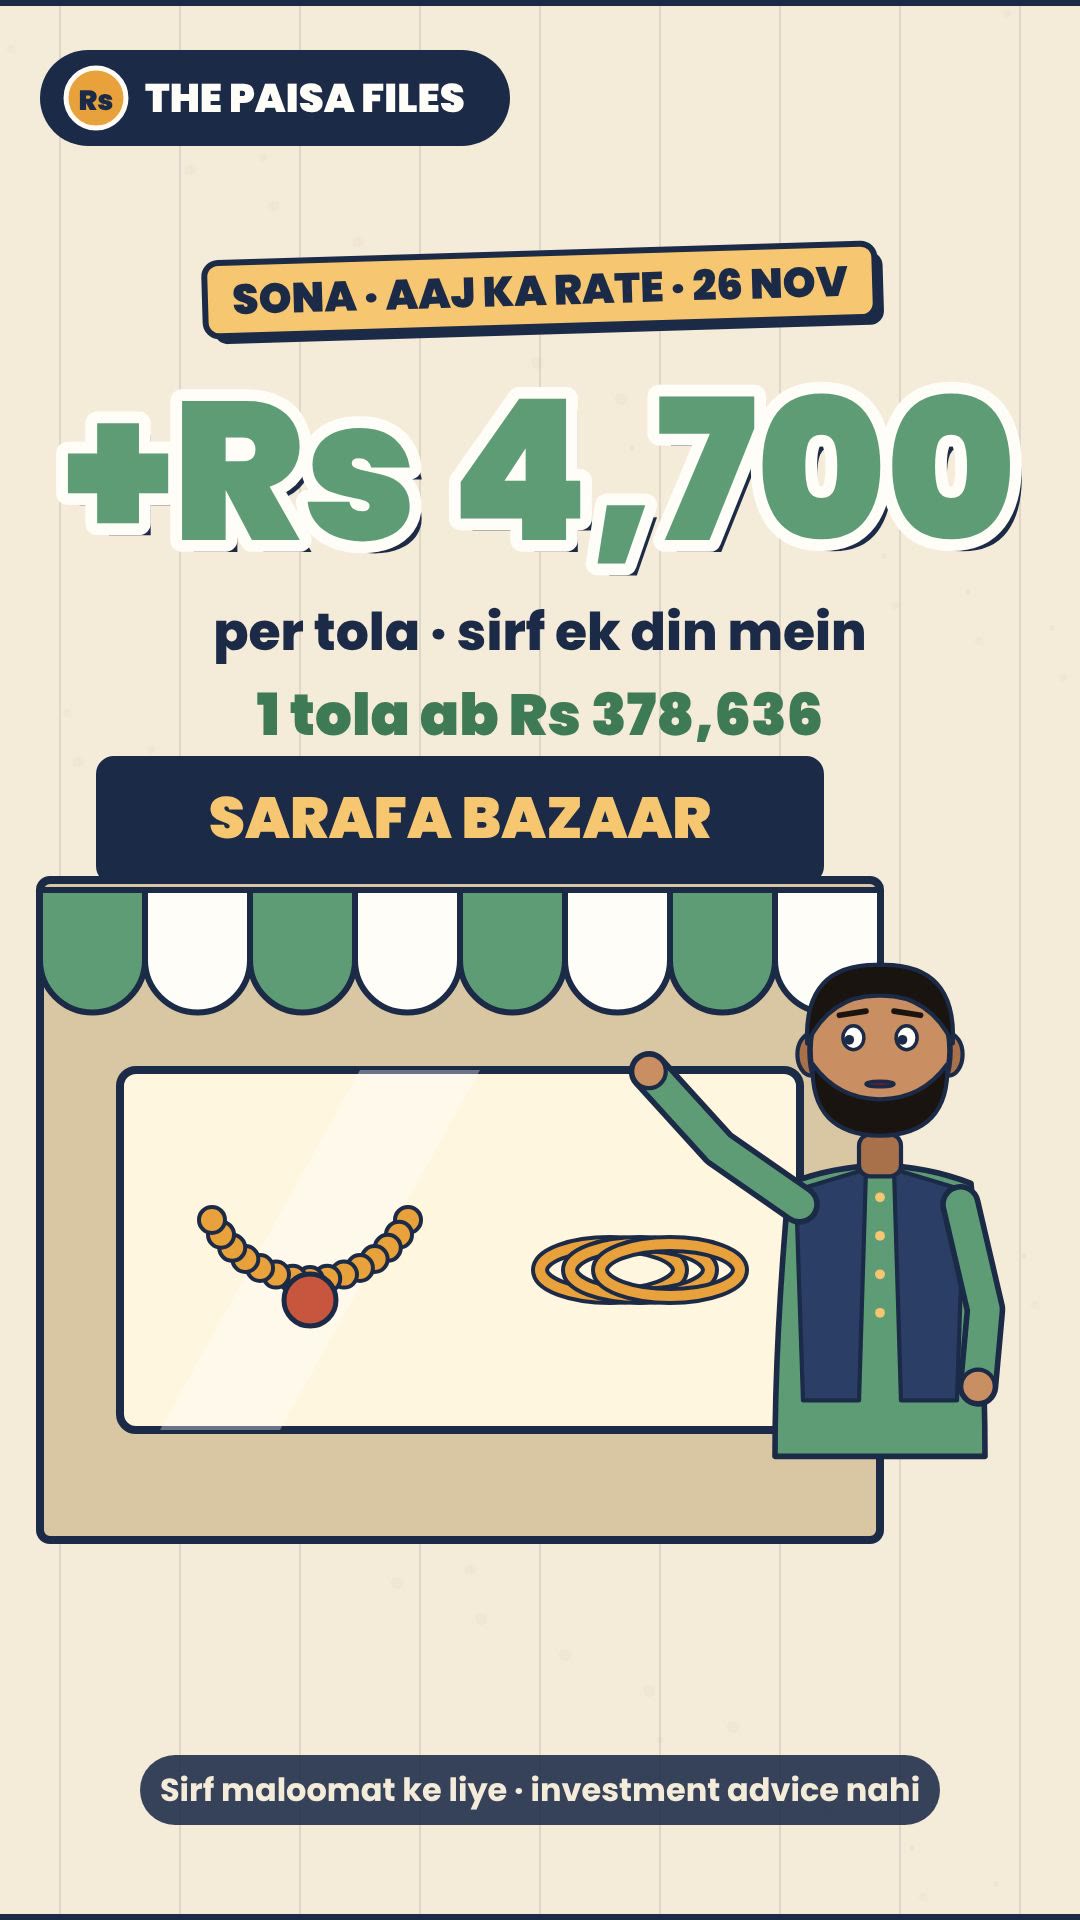 Rs THE PAISA FILES
SONA · AAJ KA RATE · 26 NOV
+Rs 4,700
per tola · sirf ek din mein
1 tola ab Rs 378,636
SARAFA BAZAAR
Sirf maloomat ke liye · investment advice nahi